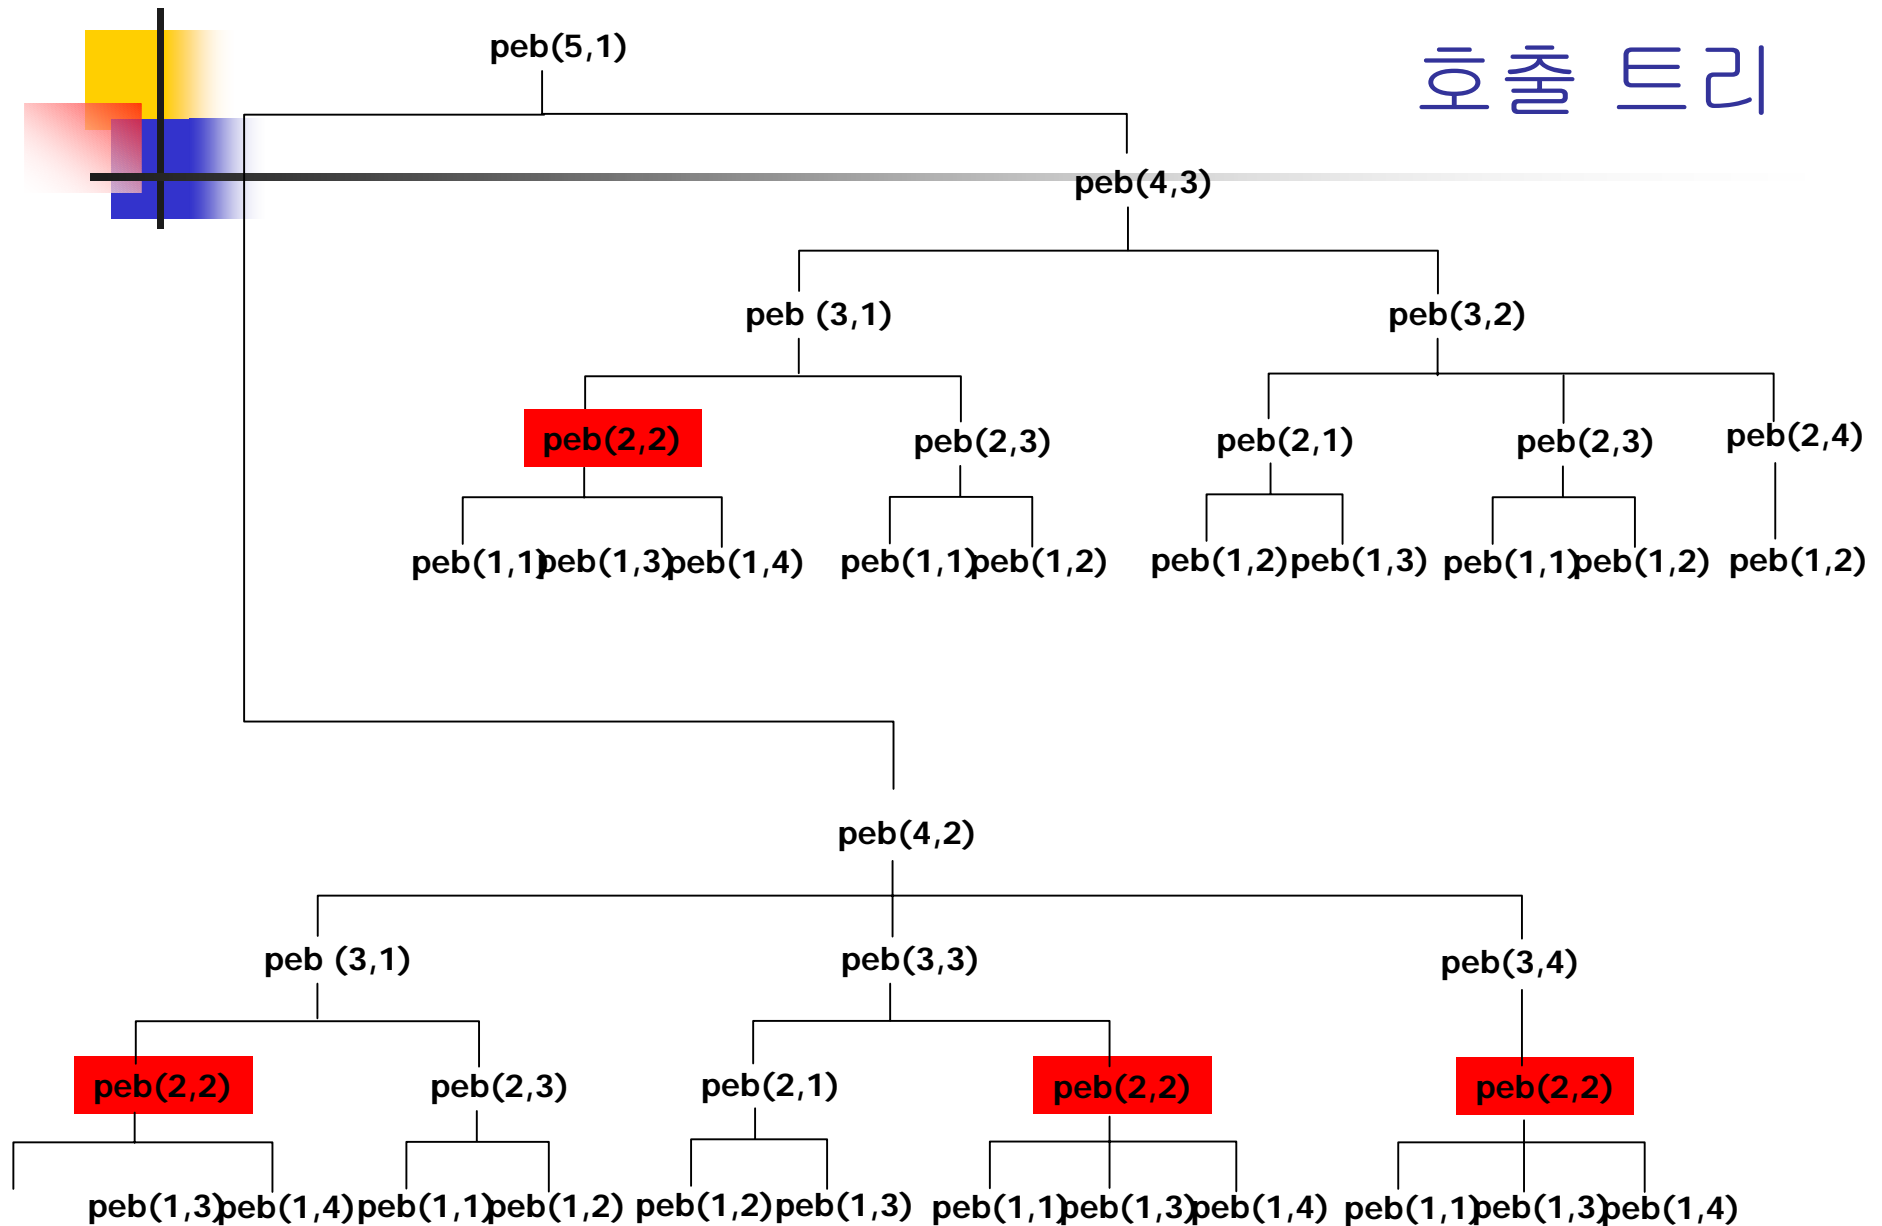 호출 트리
peb(5,1)
peb(4,3)
peb (3,1) peb(3,2)
peb(2,2) peb(2,3) peb(2,1) peb(2,3) peb(2,4)
peb(1,1) peb(1,3) peb(1,4) peb(1,1) peb(1,2) peb(1,2) peb(1,3) peb(1,1) peb(1,2) peb(1,2)
peb(4,2)
peb (3,1) peb(3,3) peb(3,4)
peb(2,2) peb(2,3) peb(2,1) peb(2,2) peb(2,2)
peb(1,3) peb(1,4) peb(1,1) peb(1,2) peb(1,2) peb(1,3) peb(1,1) peb(1,3) peb(1,4) peb(1,1) peb(1,3) peb(1,4)